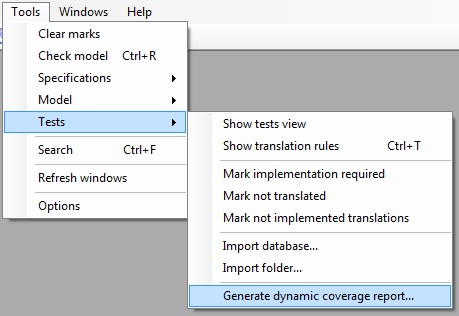 Tools Windows Help
Clear marks
Check model Ctrl+R
Specifications
Model
Tests
Search Ctrl+F
Refresh windows
Options
Show tests view
Show translation rules Ctrl+T
Mark implementation required
Mark not translated
Mark not implemented translations
Import database...
Import folder...
Generate dynamic coverage report...